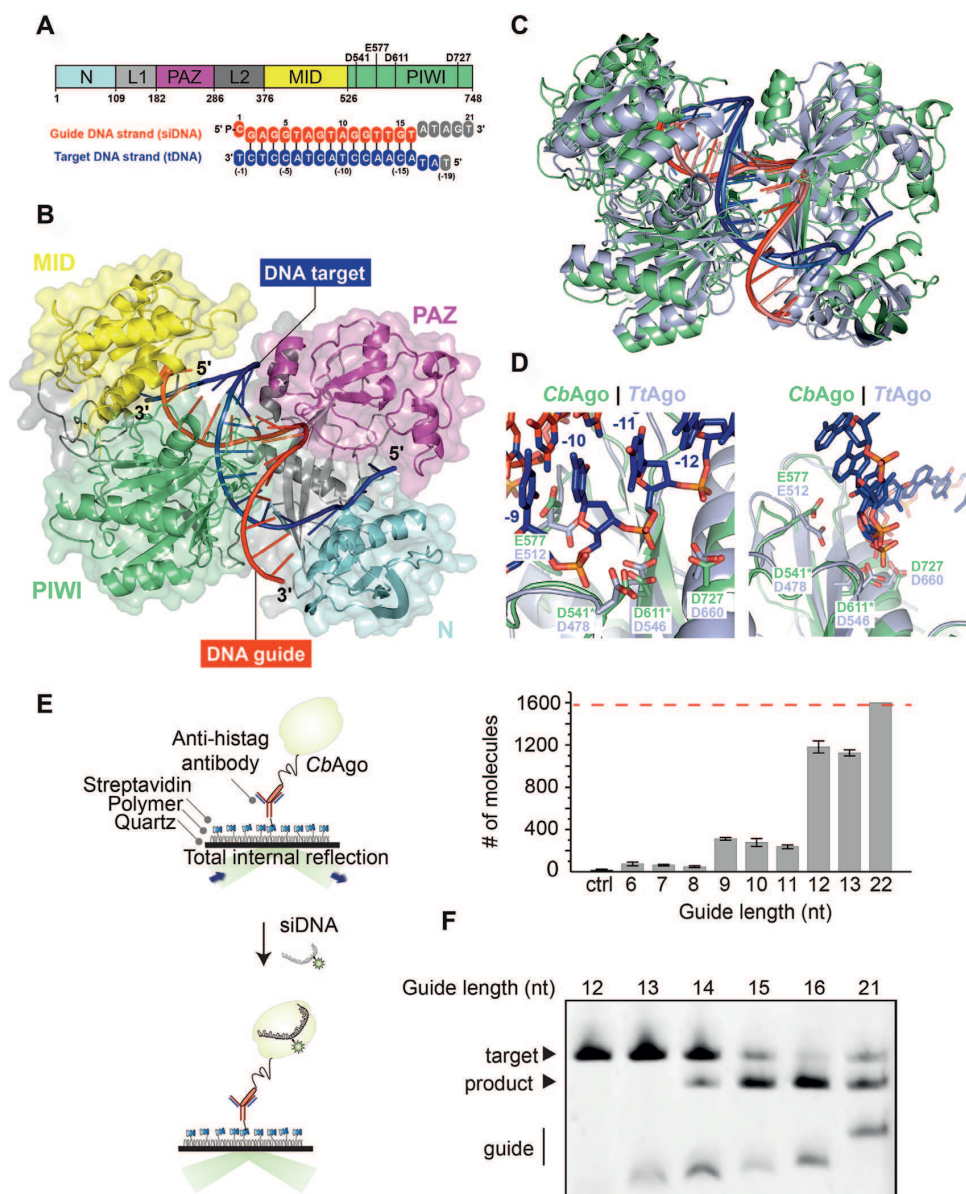 A
D541
E577
D611
D727
N L1 PAZ L2 MID PIWI
1 109 182 286 376 526 748
1 5 10 15 21
Guide DNA strand (siDNA) 5' P- C G A G G T A G T A G G T T G T A T A G T 3'
Target DNA strand (tDNA) 3' T C T C C A T C A T C C A A C A T A T 5'
(-1) (-5) (-10) (-15) (-19)
B
MID
DNA target
PAZ
5'
3'
5'
PIWI
3'
N
DNA guide
C
D
CbAgo | TtAgo
-11
-10
-12
-9
E577
E512
D541*
D478
D611*
D546
D727
D660
CbAgo | TtAgo
E577
E512
D541*
D478
D727
D660
D611*
D546
E
Anti-histag
antibody
CbAgo
Streptavidin
Polymer
Quartz
Total internal reflection
siDNA
# of molecules
1600
1200
800
400
0
ctrl 6 7 8 9 10 11 12 13 22
Guide length (nt)
F
Guide length (nt) 12 13 14 15 16 21
target
product
guide